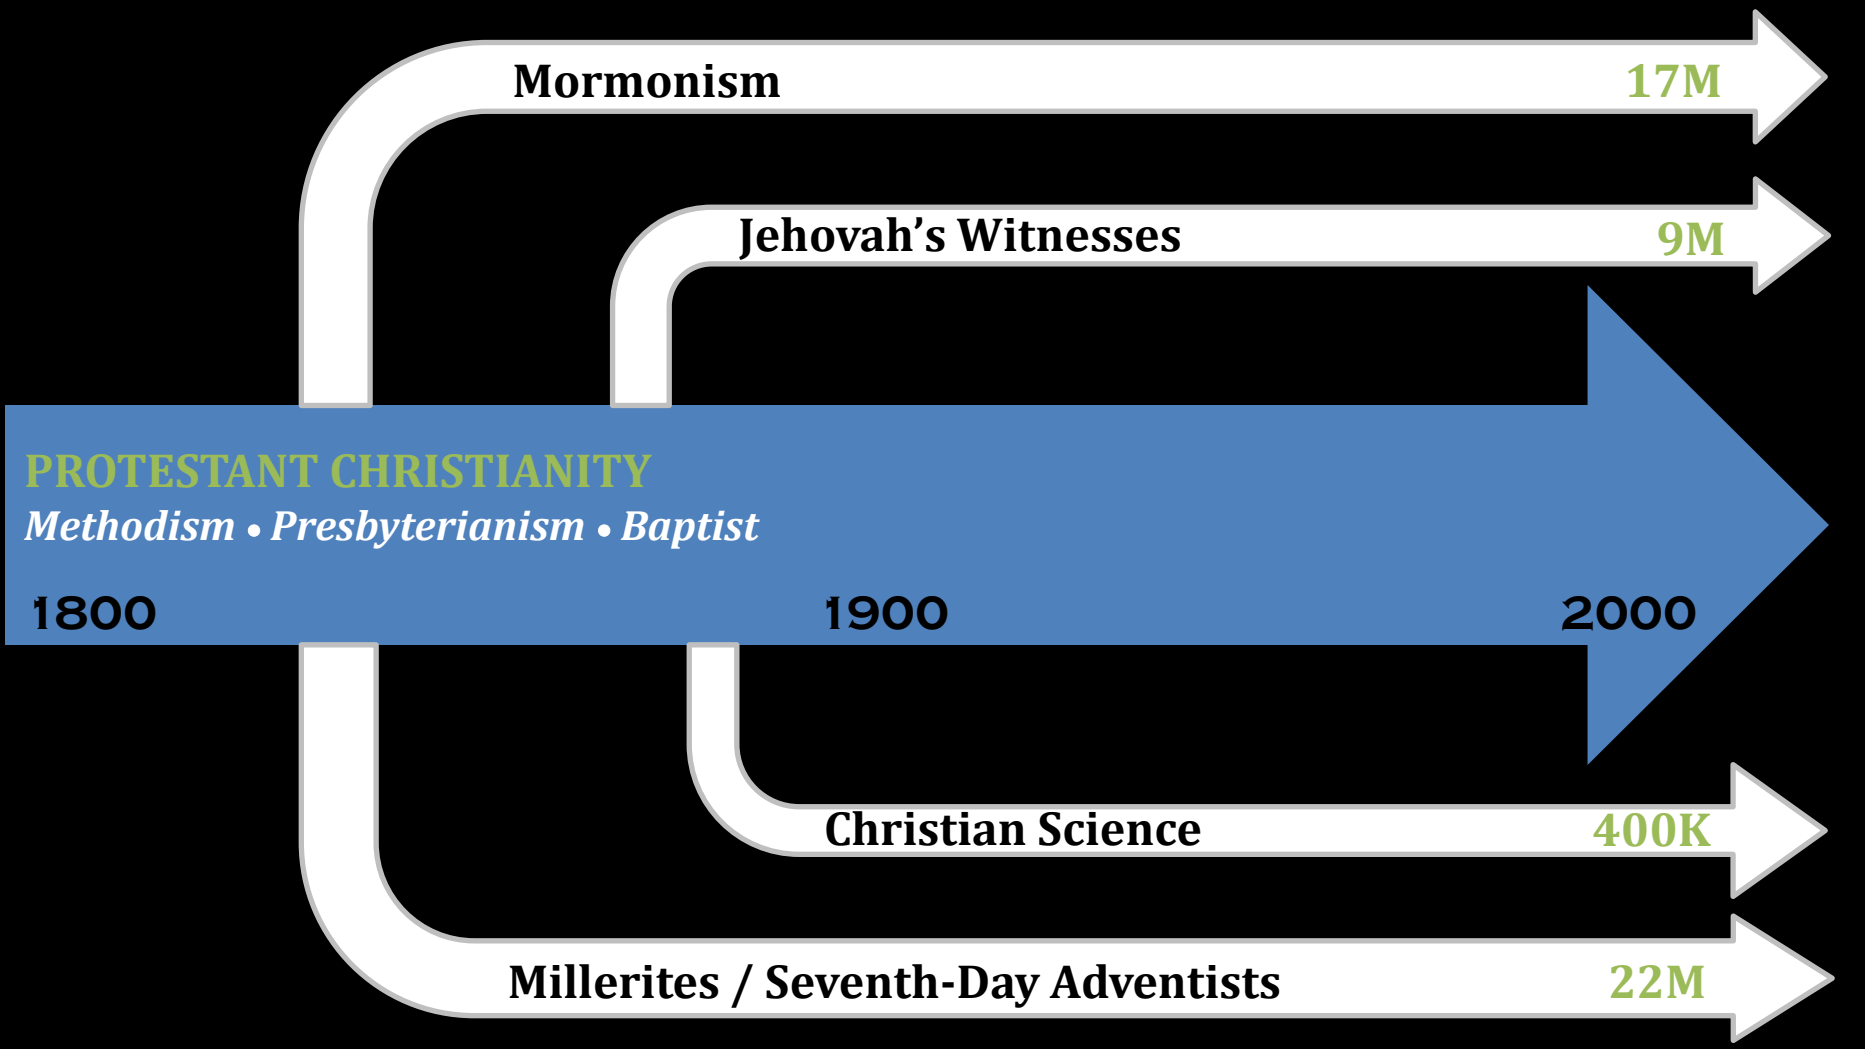 Mormonism 17M
Jehovah’s Witnesses 9M
PROTESTANT CHRISTIANITY
Methodism • Presbyterianism • Baptist
1800 1900 2000
Christian Science 400K
Millerites / Seventh-Day Adventists 22M